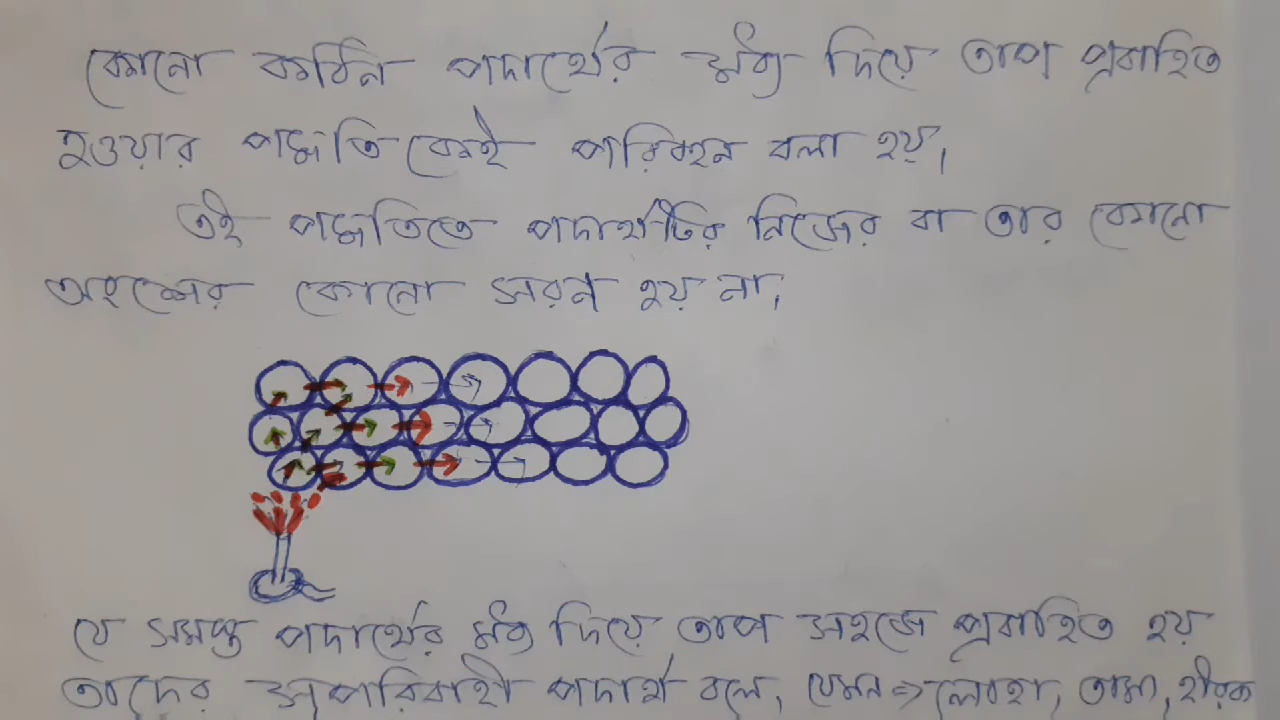 কোনো কঠিন পদার্থের মধ্য দিয়ে তাপ প্রবাহিত
হওয়ার পদ্ধতি কেই পরিবহন বলা হয়।
এই পদ্ধতিতে পদার্থটির নিজের বা তার কোনো
অংশের কোনো সরন হয় না।
যে সমস্ত পদার্থের মধ্য দিয়ে তাপ সহজে প্রবাহিত হয়
তাদের সুপরিবাহী পদার্থ বলে, যেমন⇒ লোহা, তামা, হীরক